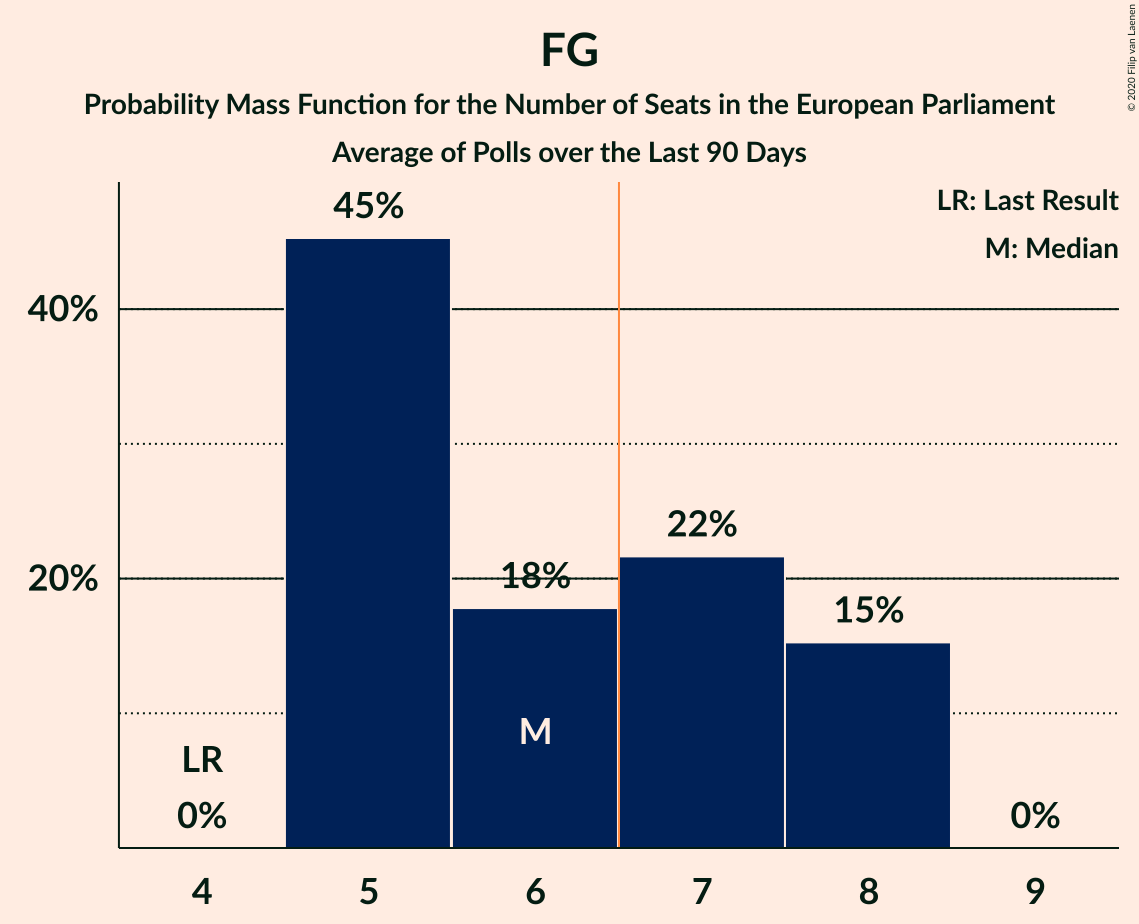 FG
Probability Mass Function for the Number of Seats in the European Parliament
Average of Polls over the Last 90 Days
© 2020 Filip van Laenen
LR: Last Result
M: Median
45%
40%
22%
18%
20%
15%
M
LR
0%
0%
4 5 6 7 8 9